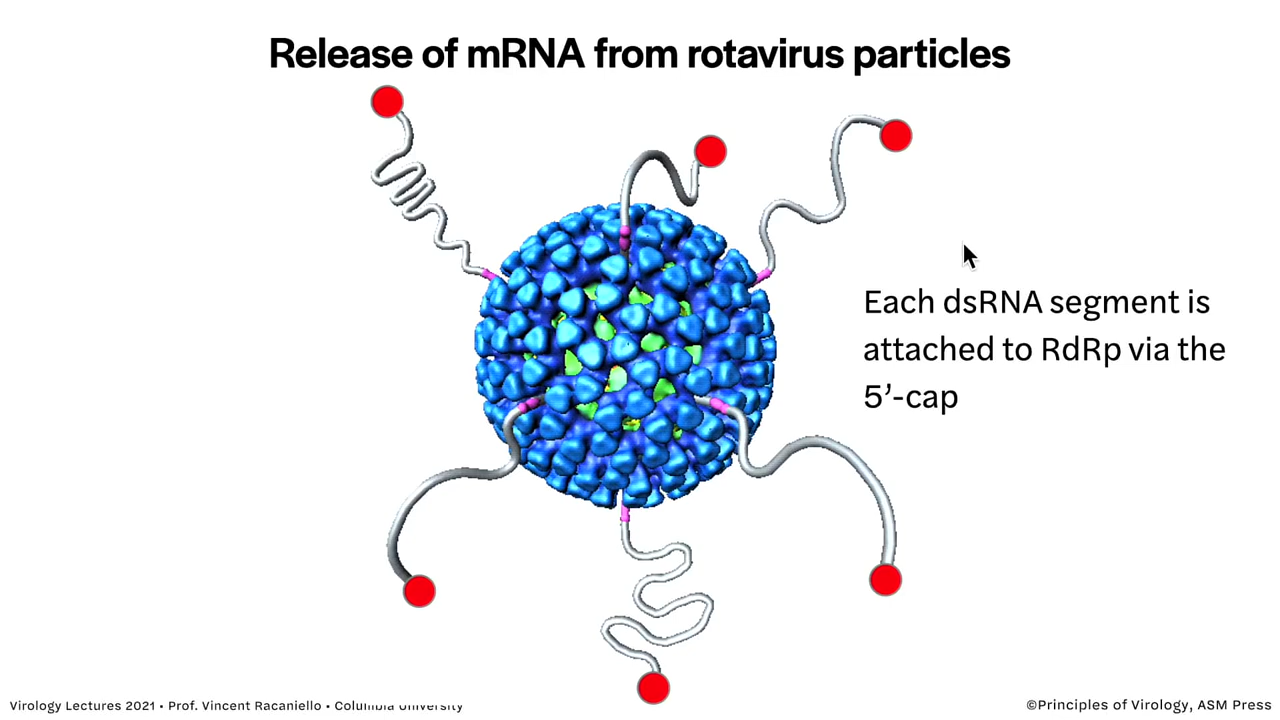 Release of mRNA from rotavirus particles
Each dsRNA segment is
attached to RdRp via the
5’-cap
Virology Lectures 2021 • Prof. Vincent Racaniello • Columbia University
©Principles of Virology, ASM Press